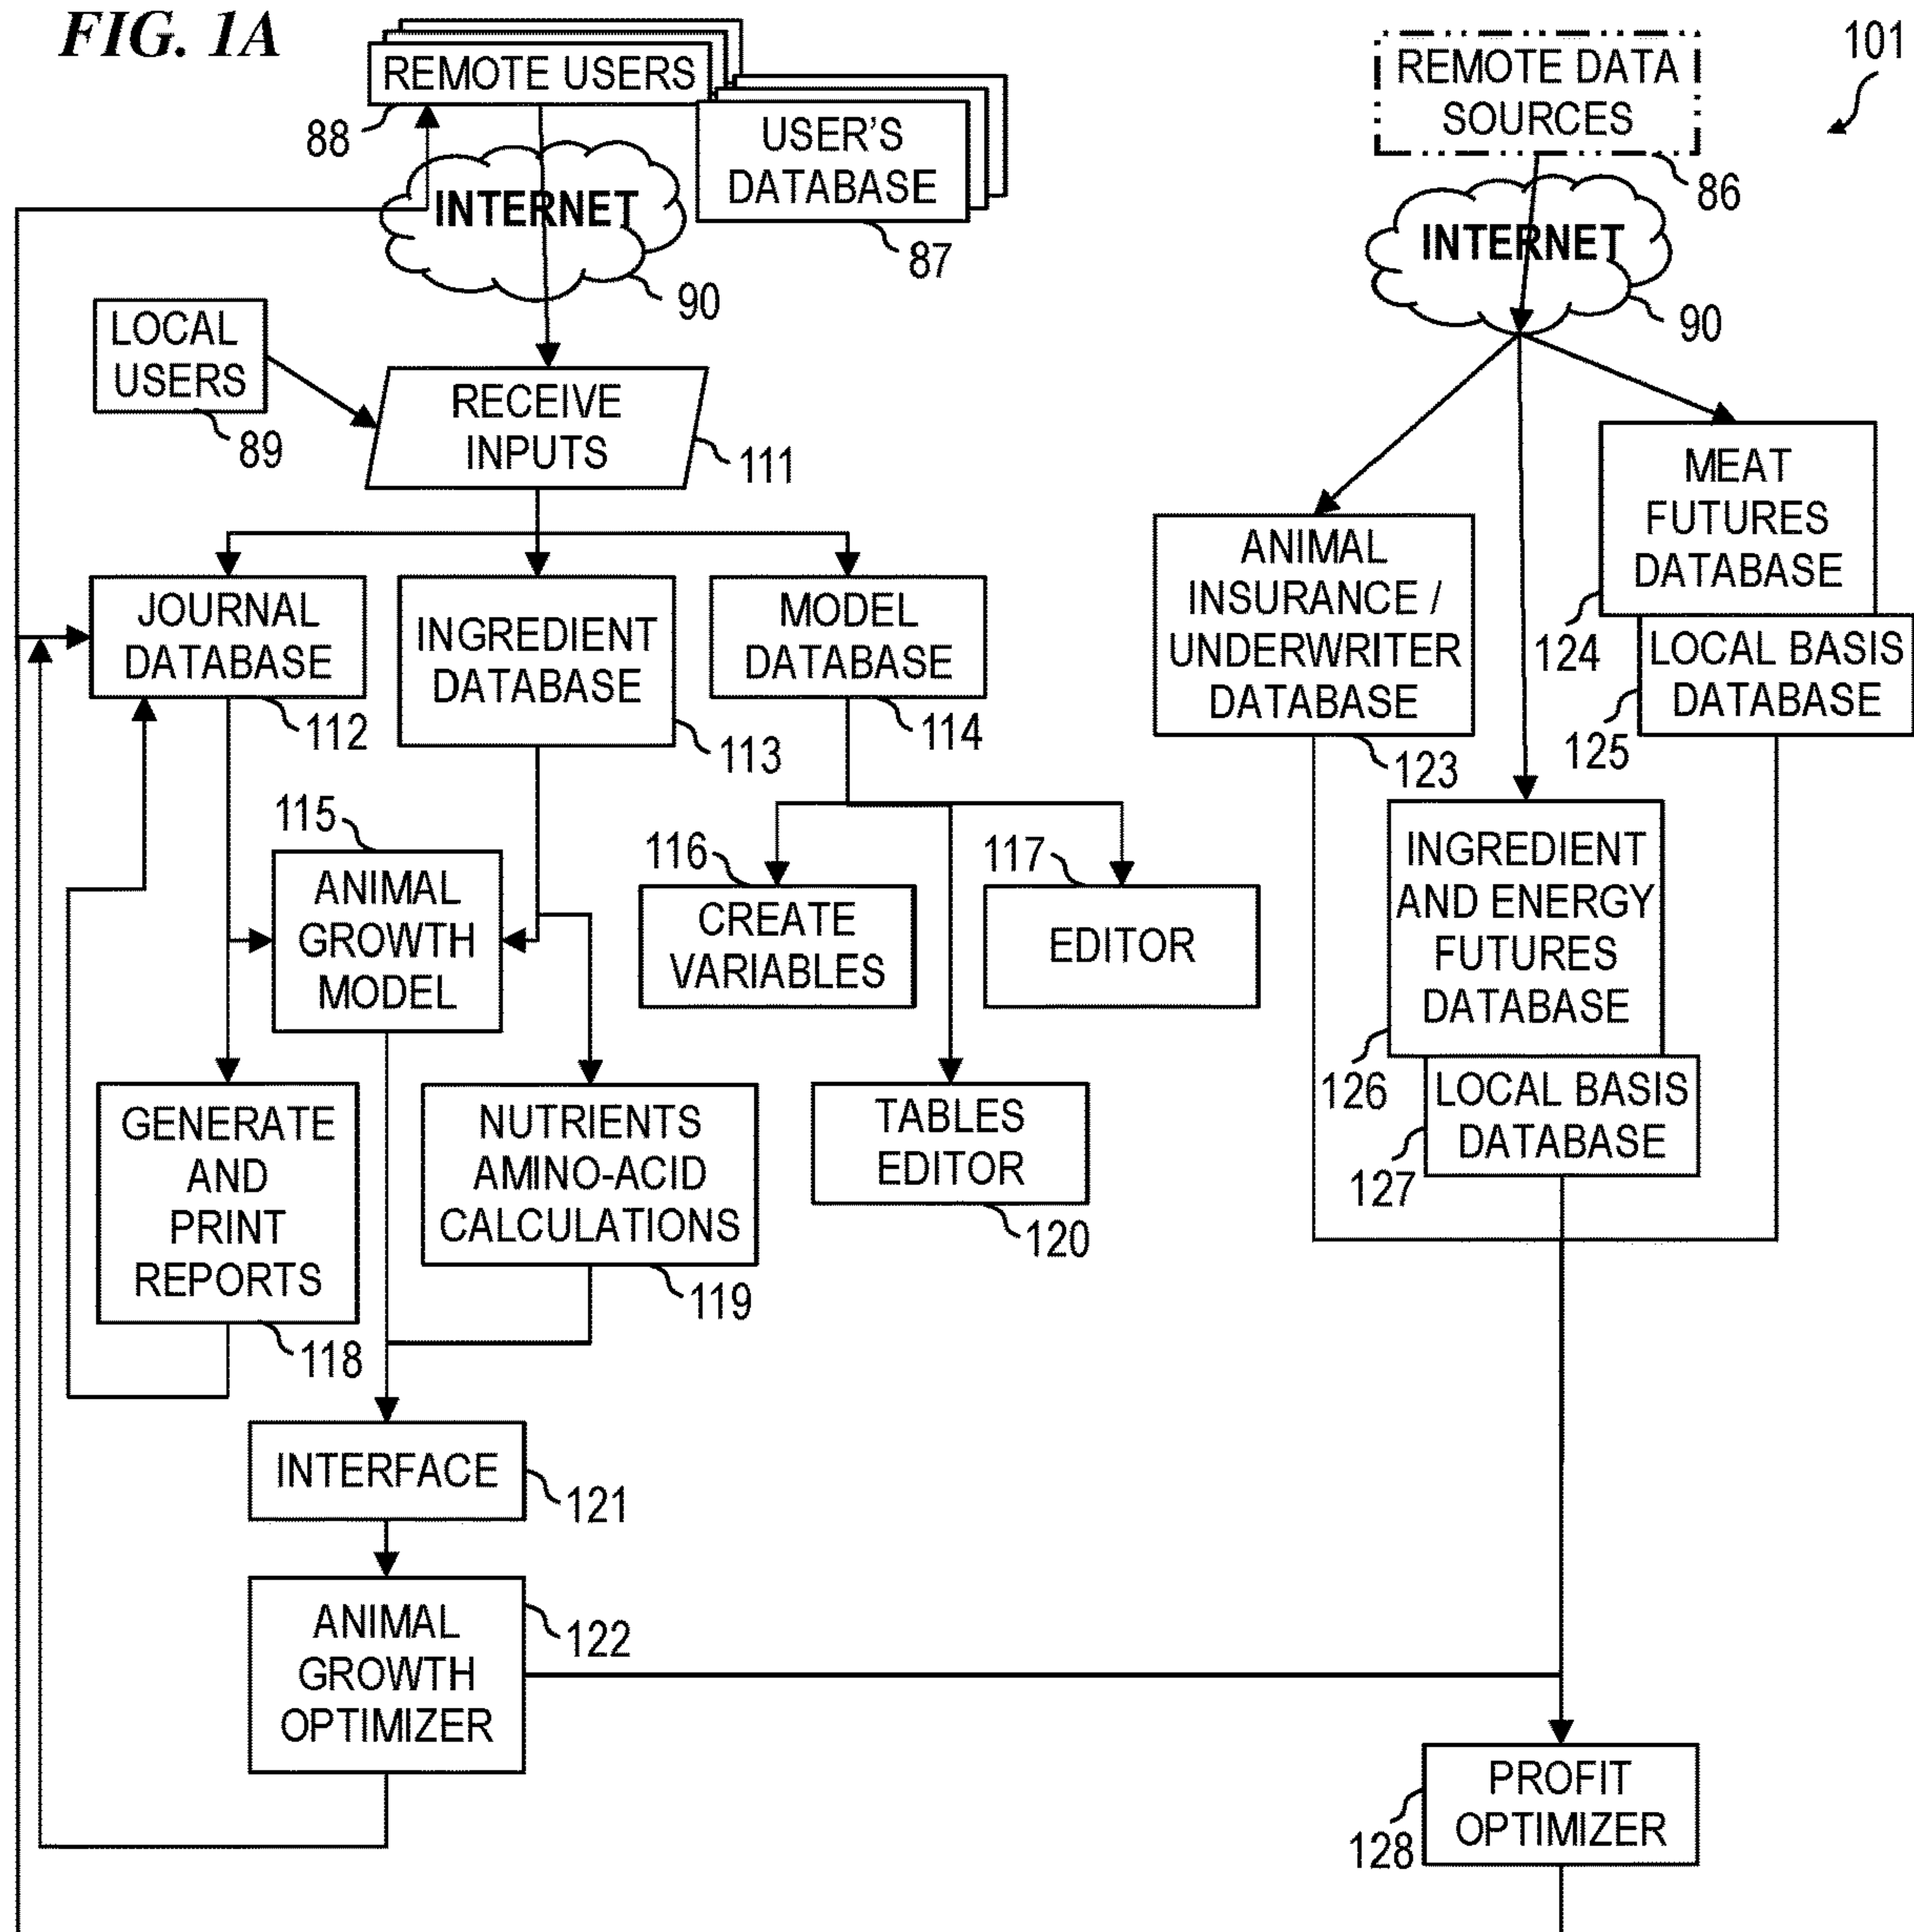 FIG. 1A
REMOTE USERS
88
USER'S
DATABASE
87
INTERNET
90
REMOTE DATA
SOURCES
86
101
INTERNET
90
LOCAL
USERS
89
RECEIVE
INPUTS
111
JOURNAL
DATABASE
112
INGREDIENT
DATABASE
113
MODEL
DATABASE
114
ANIMAL
INSURANCE /
UNDERWRITER
DATABASE
123
MEAT
FUTURES
DATABASE
124
LOCAL BASIS
DATABASE
125
115
ANIMAL
GROWTH
MODEL
116
CREATE
VARIABLES
117
EDITOR
INGREDIENT
AND ENERGY
FUTURES
DATABASE
126
LOCAL BASIS
DATABASE
127
GENERATE
AND
PRINT
REPORTS
118
NUTRIENTS
AMINO-ACID
CALCULATIONS
119
TABLES
EDITOR
120
INTERFACE
121
ANIMAL
GROWTH
OPTIMIZER
122
PROFIT
OPTIMIZER
128